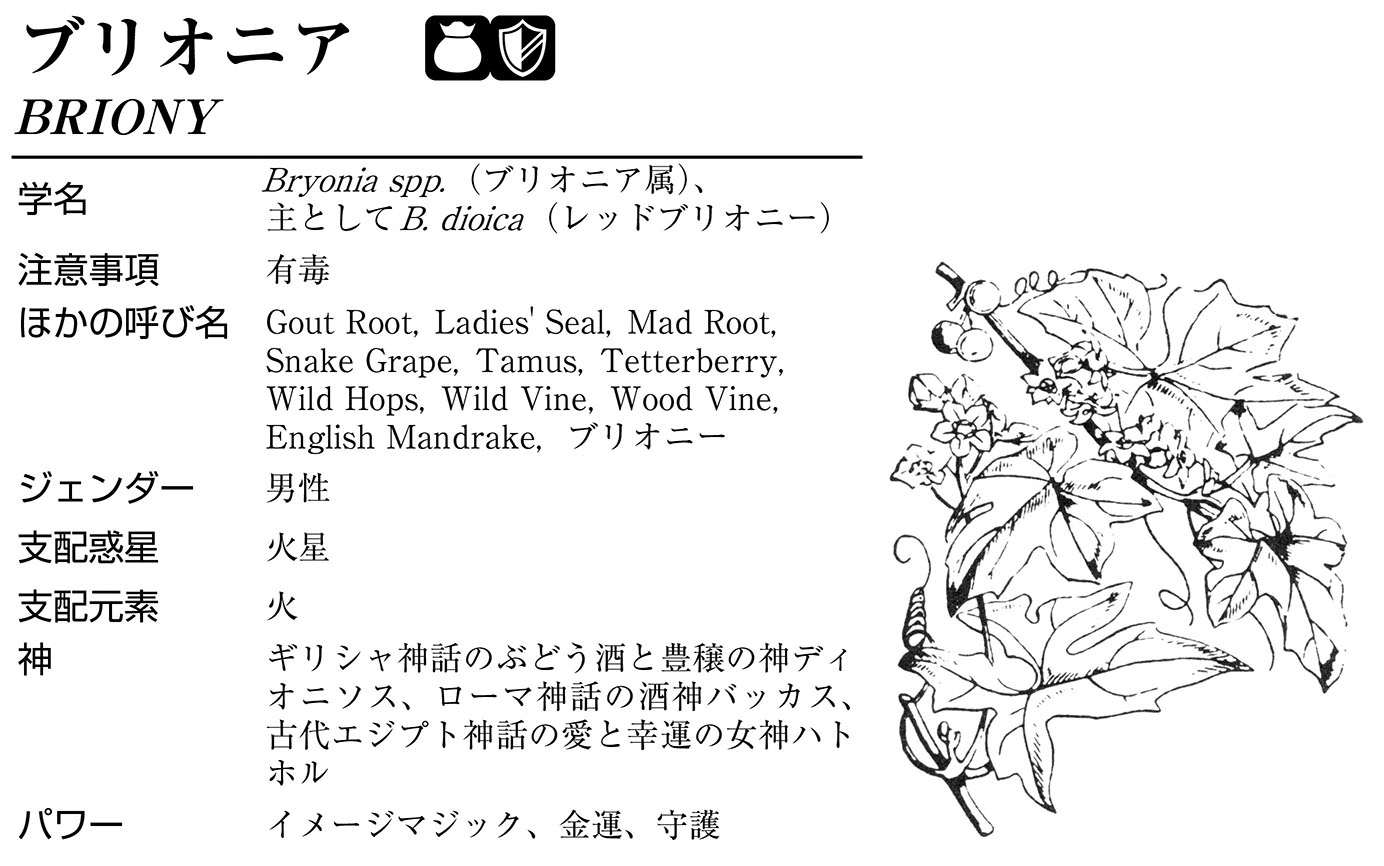 ブリオニア
BRIONY
学名
Bryonia spp.（ブリオニア属）、
主としてB. dioica（レッドブリオニー）
注意事項
有毒
ほかの呼び名
Gout Root, Ladies' Seal, Mad Root,
Snake Grape, Tamus, Tetterberry,
Wild Hops, Wild Vine, Wood Vine,
English Mandrake, ブリオニー
ジェンダー
男性
支配惑星
火星
支配元素
火
神
ギリシャ神話のぶどう酒と豊穣の神ディ
オニソス、ローマ神話の酒神バッカス、
古代エジプト神話の愛と幸運の女神ハト
ホル
パワー
イメージマジック、金運、守護